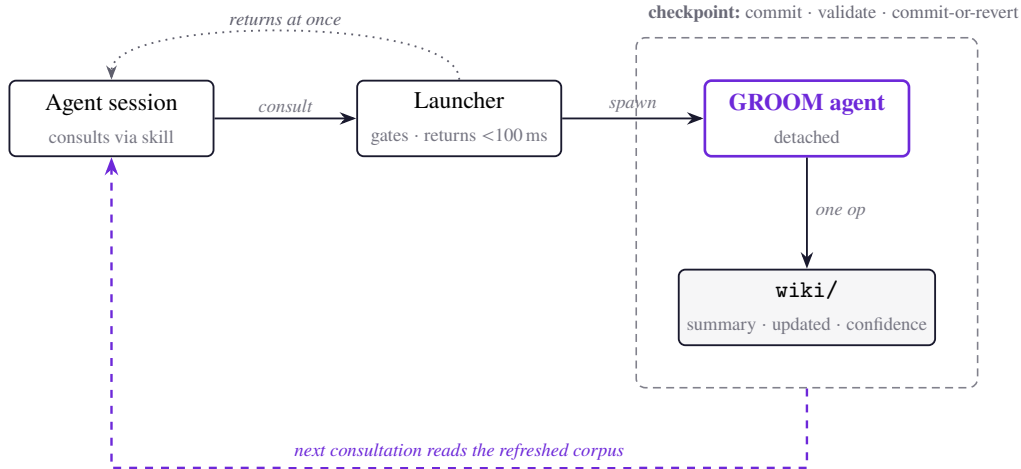 checkpoint: commit · validate · commit-or-revert
returns at once
Agent session
consults via skill
consult
Launcher
gates · returns <100 ms
spawn
GROOM agent
detached
one op
wiki/
summary · updated · confidence
next consultation reads the refreshed corpus